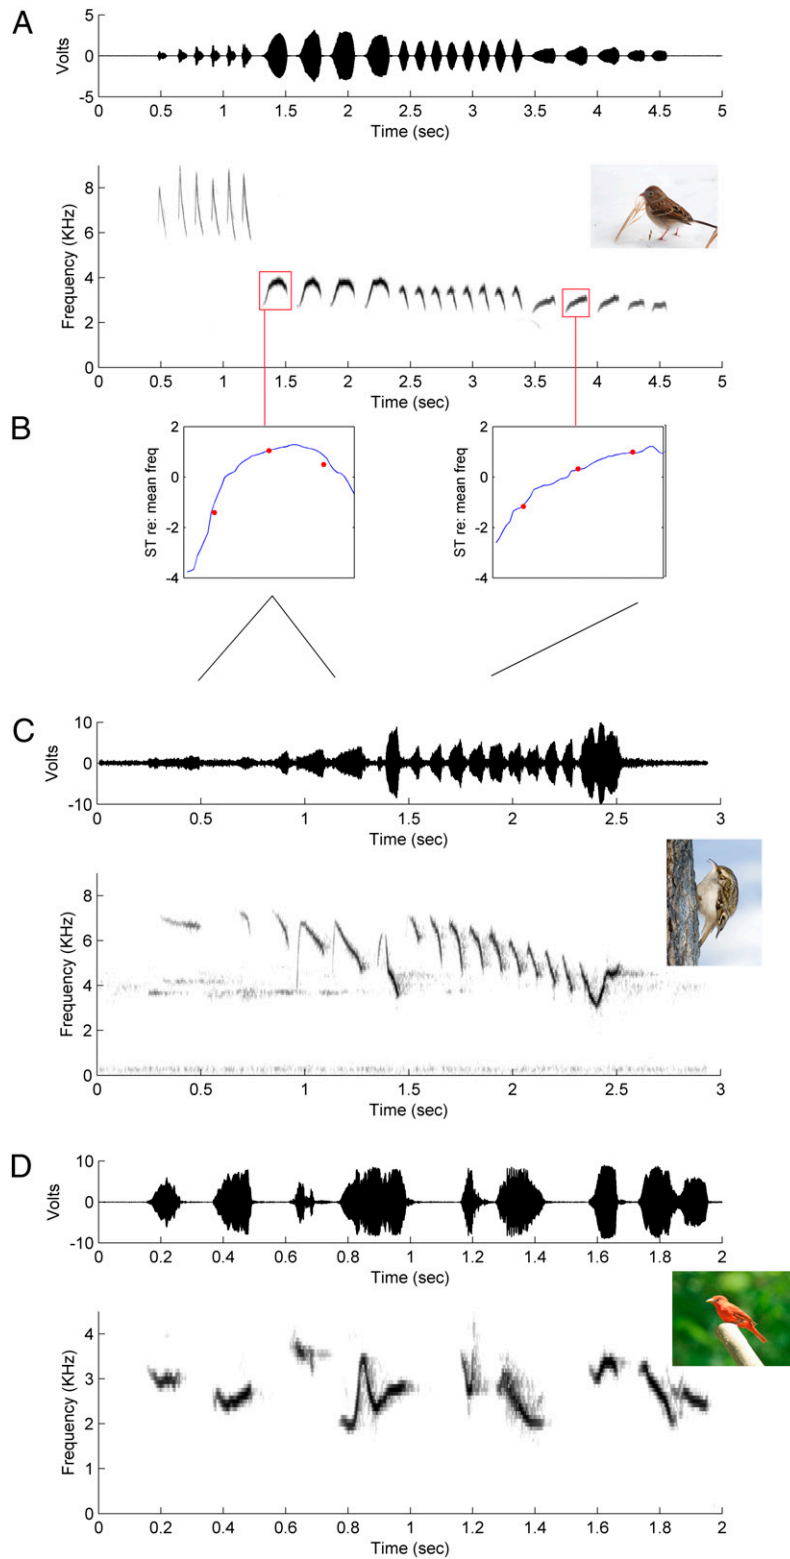 A
5
0
-5
Volts
0 0.5 1 1.5 2 2.5 3 3.5 4 4.5 5
Time (sec)
8
6
4
2
0
Frequency (KHz)
0 0.5 1 1.5 2 2.5 3 3.5 4 4.5 5
Time (sec)
B
2
0
-2
-4
ST re: mean freq
2
0
-2
-4
ST re: mean freq
C
10
0
-10
Volts
0 0.5 1 1.5 2 2.5 3
Time (sec)
8
6
4
2
0
Frequency (KHz)
0 0.5 1 1.5 2 2.5 3
Time (sec)
D
10
0
-10
Volts
0 0.2 0.4 0.6 0.8 1 1.2 1.4 1.6 1.8 2
Time (sec)
4
3
2
1
0
Frequency (KHz)
0 0.2 0.4 0.6 0.8 1 1.2 1.4 1.6 1.8 2
Time (sec)